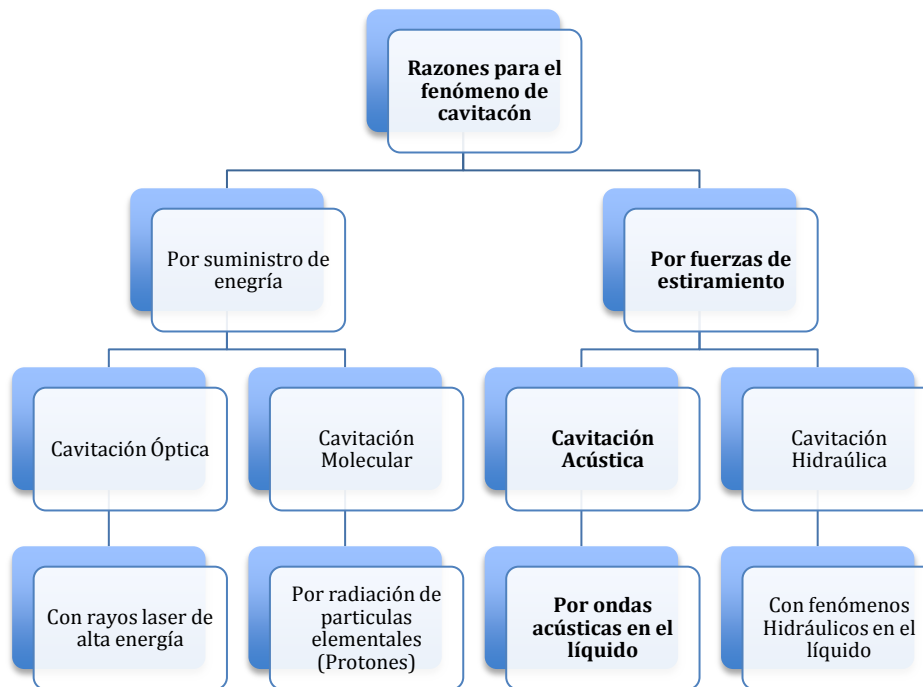 Razones para el
fenómeno de
cavitacón
Por suministro de
enegría
Por fuerzas de
estiramiento
Cavitación Óptica
Cavitación
Molecular
Cavitación
Acústica
Cavitación
Hidraúlica
Con rayos laser de
alta energía
Por radiación de
particulas
elementales
(Protones)
Por ondas
acústicas en el
líquido
Con fenómenos
Hidráulicos en el
líquido